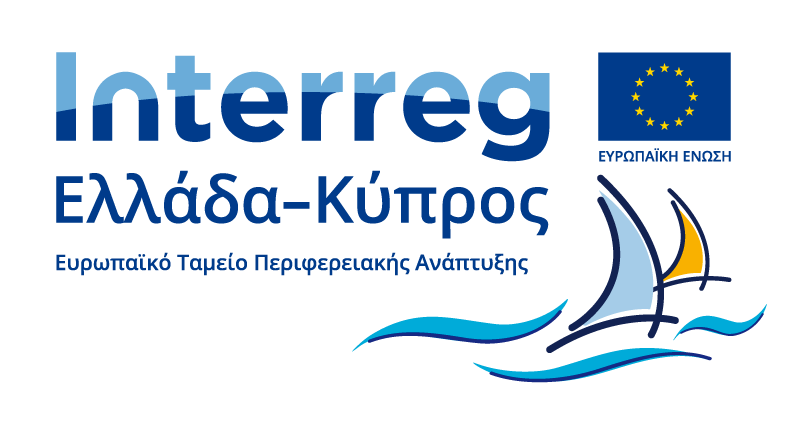 Interreg
ΕΥΡΩΠΑΪΚΗ ΕΝΩΣΗ
Ελλάδα–Κύπρος
Ευρωπαϊκό Ταμείο Περιφερειακής Ανάπτυξης